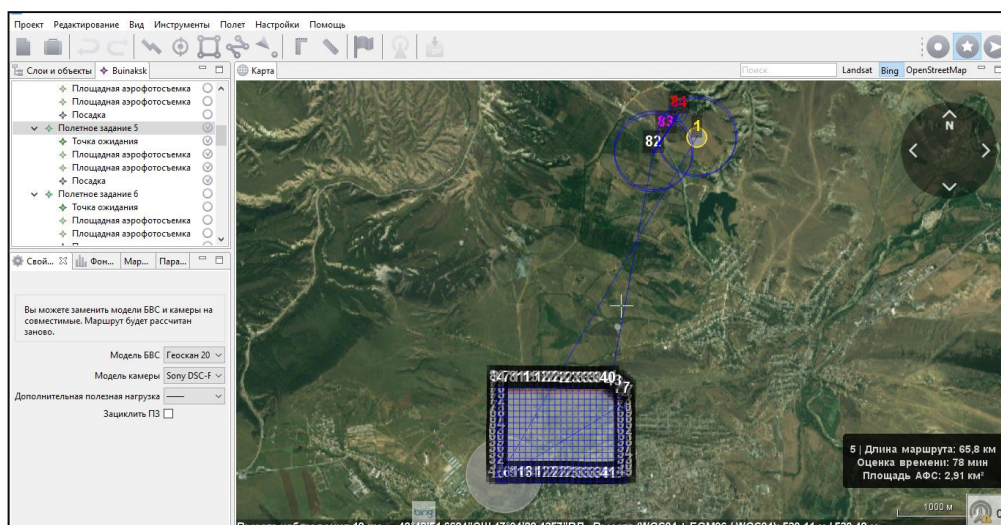 Проект Редактирование Вид Инструменты Полет Настройки Помощь
Слои и объекты Buinaksk
Карта
Поиск
Landsat Bing OpenStreetMap
Площадная аэрофотосъемка
Площадная аэрофотосъемка
Посадка
Полетное задание 5
Точка ожидания
Площадная аэрофотосъемка
Площадная аэрофотосъемка
Посадка
Полетное задание 6
Точка ожидания
Площадная аэрофотосъемка
Площадная аэрофотосъемка
84
83
1
82
N
Свой... Фон... Мар... Пара...
Вы можете заменить модели БВС и камеры на
совместимые. Маршрут будет рассчитан
заново.
Модель БВС Геоскан 20
Модель камеры Sony DSC-F
Дополнительная полезная нагрузка
Зациклить ПЗ
5 | Длина маршрута: 65,8 км
Оценка времени: 78 мин
Площадь АФС: 2,91 км²
1000 м
bing